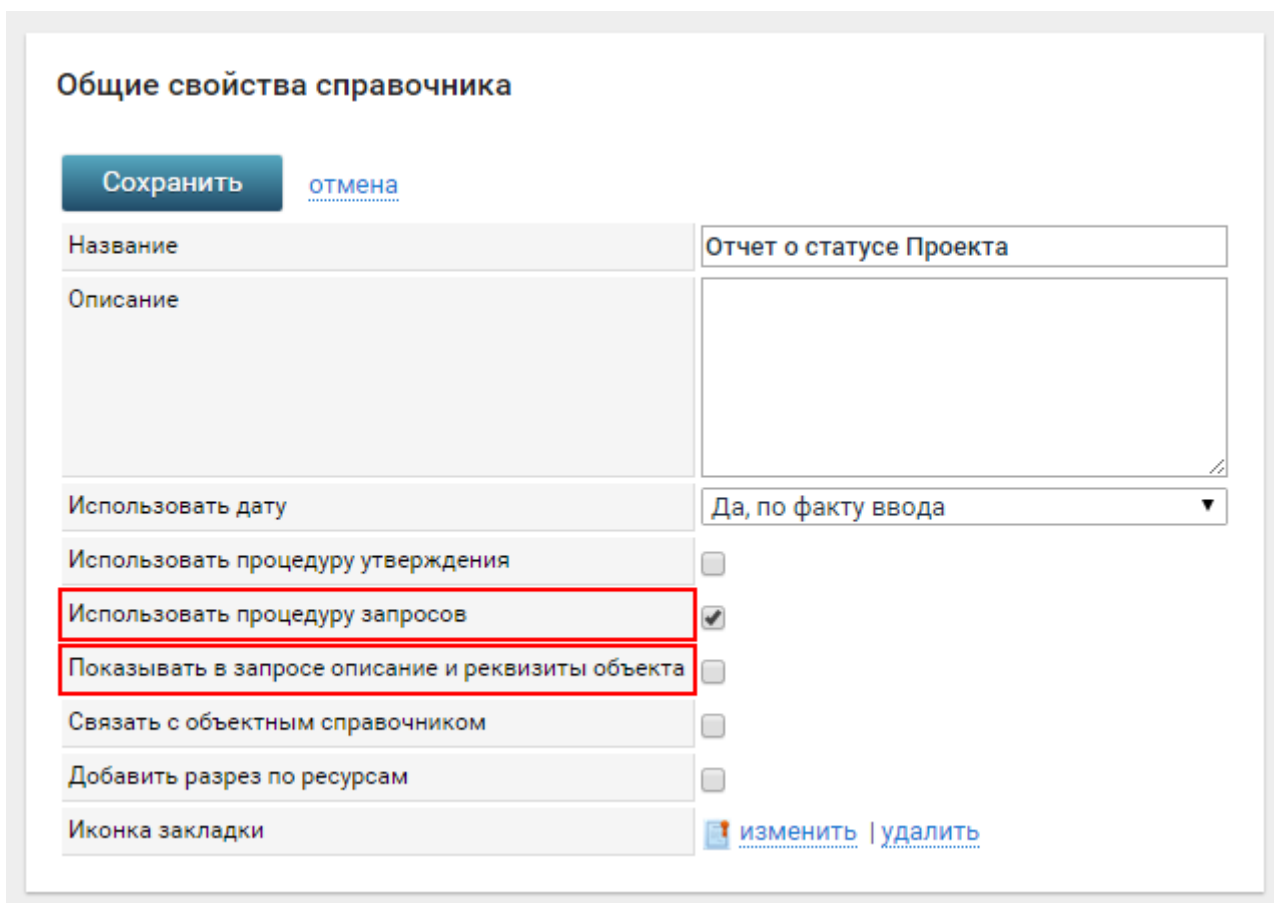 Общие свойства справочника
Сохранить отмена
Название Отчет о статусе Проекта
Описание
Использовать дату Да, по факту ввода
Использовать процедуру утверждения
Использовать процедуру запросов
Показывать в запросе описание и реквизиты объекта
Связать с объектным справочником
Добавить разрез по ресурсам
Иконка закладки изменить | удалить